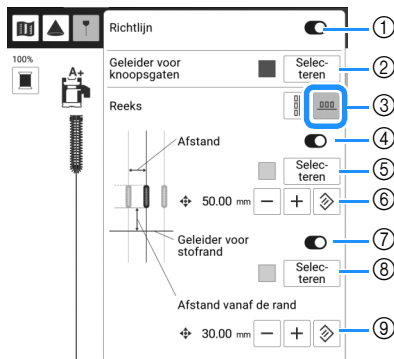 Richtlijn
①
100%
A+
Geleider voor
knoopsgaten
Selec-
teren
②
Reeks
③
Afstand
④
Selec-
teren
⑤
50.00 mm
⑥
Geleider voor
stofrand
⑦
Selec-
teren
⑧
Afstand vanaf de rand
30.00 mm
⑨